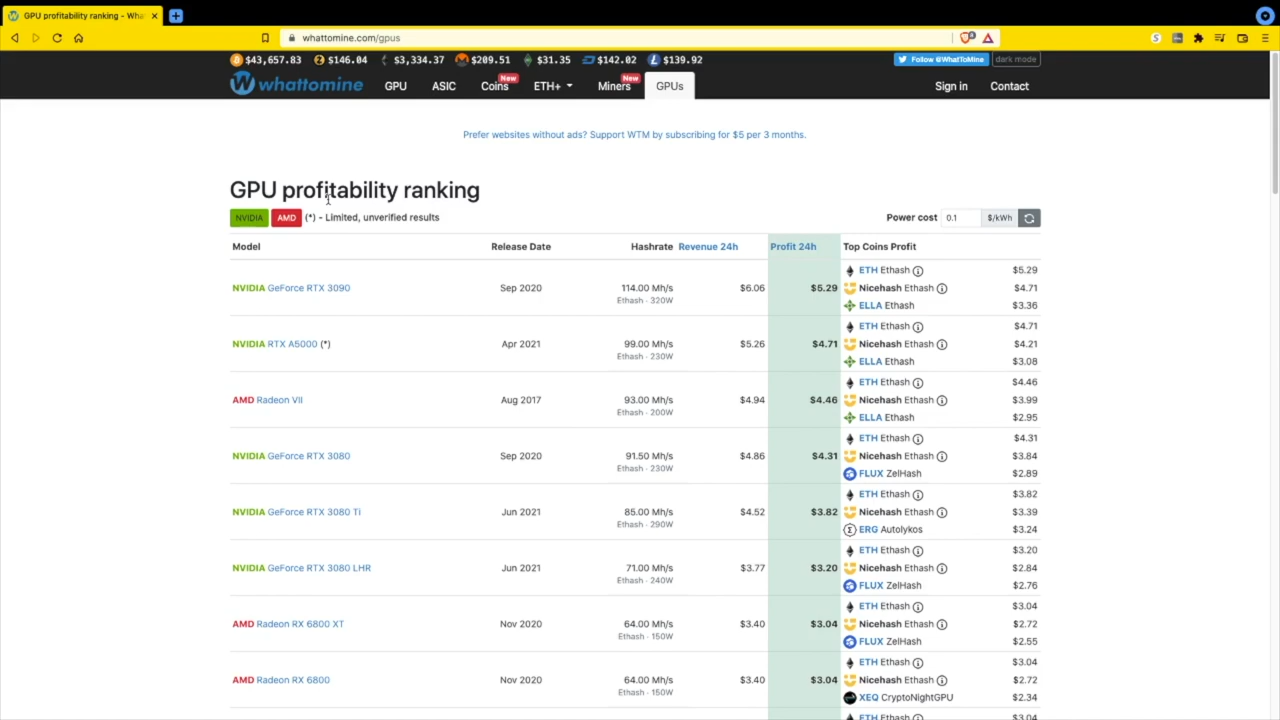 GPU profitability ranking - Wha
whattomine.com/gpus
$43,657.83 $146.04 $3,334.37 $209.51 $31.35 $142.02 $139.92 Follow @WhatToMine dark mode
whattomine GPU ASIC Coins New ETH+ Miners New GPUs Sign in Contact
Prefer websites without ads? Support WTM by subscribing for $5 per 3 months.
GPU profitability ranking
NVIDIA AMD (*) - Limited, unverified results Power cost 0.1 $/kWh
Model Release Date Hashrate Revenue 24h Profit 24h Top Coins Profit
ETH Ethash $5.29
NVIDIA GeForce RTX 3090 Sep 2020 114.00 Mh/s $6.06 $5.29 Nicehash Ethash $4.71
Ethash - 320W ELLA Ethash $3.36
ETH Ethash $4.71
NVIDIA RTX A5000 (*) Apr 2021 99.00 Mh/s $5.26 $4.71 Nicehash Ethash $4.21
Ethash - 230W ELLA Ethash $3.08
ETH Ethash $4.46
AMD Radeon VII Aug 2017 93.00 Mh/s $4.94 $4.46 Nicehash Ethash $3.99
Ethash - 200W ELLA Ethash $2.95
ETH Ethash $4.31
NVIDIA GeForce RTX 3080 Sep 2020 91.50 Mh/s $4.86 $4.31 Nicehash Ethash $3.84
Ethash - 230W FLUX ZelHash $2.89
ETH Ethash $3.82
NVIDIA GeForce RTX 3080 Ti Jun 2021 85.00 Mh/s $4.52 $3.82 Nicehash Ethash $3.39
Ethash - 290W ERG Autolykos $3.24
ETH Ethash $3.20
NVIDIA GeForce RTX 3080 LHR Jun 2021 71.00 Mh/s $3.77 $3.20 Nicehash Ethash $2.84
Ethash - 240W FLUX ZelHash $2.76
ETH Ethash $3.04
AMD Radeon RX 6800 XT Nov 2020 64.00 Mh/s $3.40 $3.04 Nicehash Ethash $2.72
Ethash - 150W FLUX ZelHash $2.55
ETH Ethash $3.04
AMD Radeon RX 6800 Nov 2020 64.00 Mh/s $3.40 $3.04 Nicehash Ethash $2.72
Ethash - 150W XEQ CryptoNightGPU $2.34
ETH Ethash $3.04